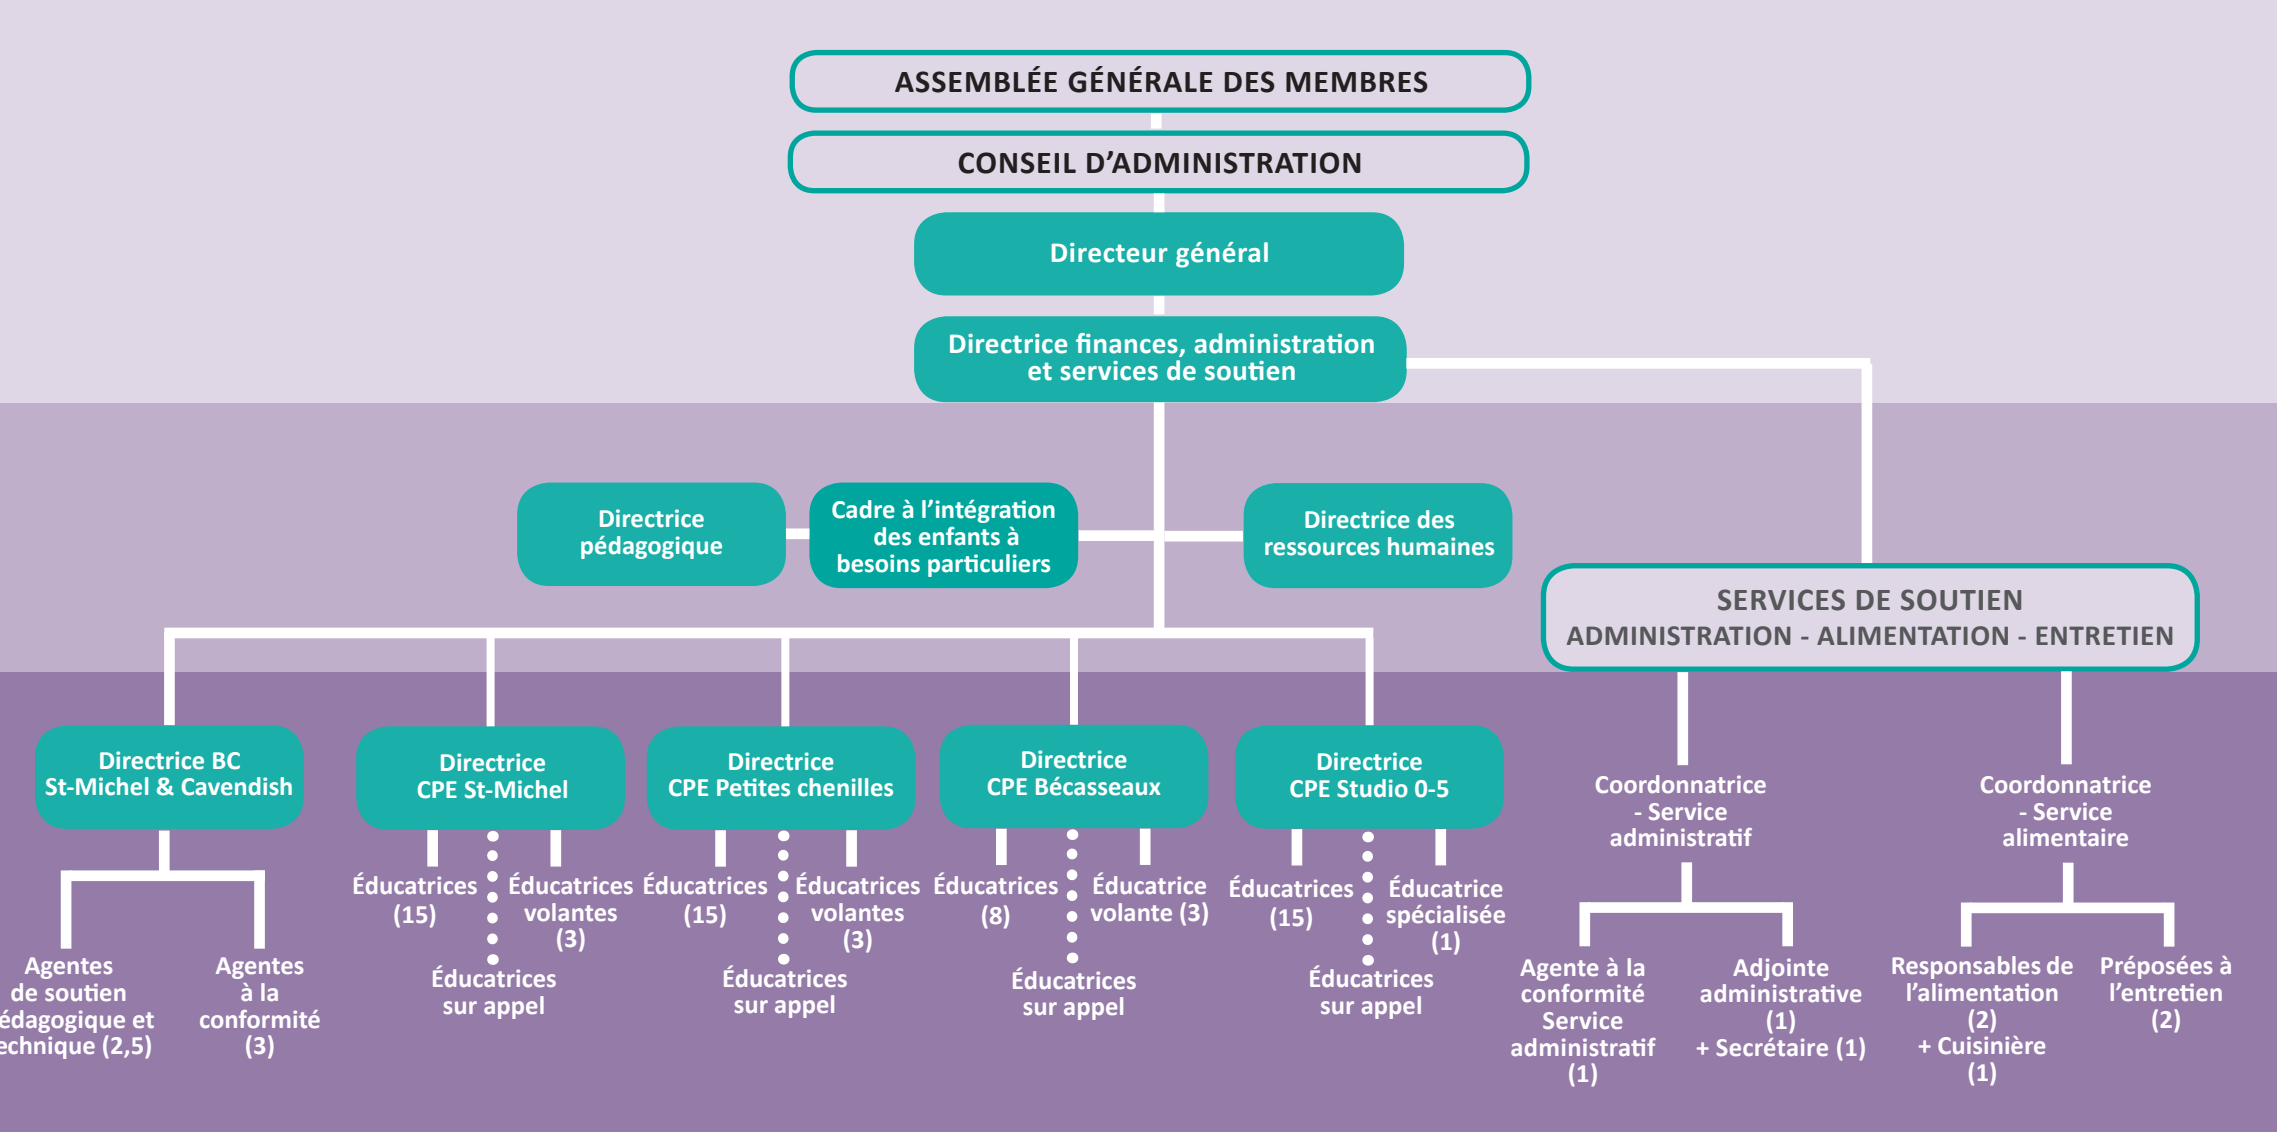 ASSEMBLÉE GÉNÉRALE DES MEMBRES
CONSEIL D’ADMINISTRATION
Directeur général
Directrice finances, administration
et services de soutien
Directrice
pédagogique
Cadre à l’intégration
des enfants à
besoins particuliers
Directrice des
ressources humaines
SERVICES DE SOUTIEN
ADMINISTRATION - ALIMENTATION - ENTRETIEN
Directrice BC
St-Michel & Cavendish
Directrice
CPE St-Michel
Directrice
CPE Petites chenilles
Directrice
CPE Bécasseaux
Directrice
CPE Studio 0-5
Coordonnatrice
- Service
administratif
Coordonnatrice
- Service
alimentaire
Agentes
de soutien
édagogique et
echnique (2,5)
Agentes
à la
conformité
(3)
Éducatrices
(15)
Éducatrices
volantes
(3)
Éducatrices
sur appel
Éducatrices
(15)
Éducatrices
volantes
(3)
Éducatrices
sur appel
Éducatrices
(8)
Éducatrice
volante (3)
Éducatrices
sur appel
Éducatrices
(15)
Éducatrice
spécialisée
(1)
Éducatrices
sur appel
Agente à la
conformité
Service
administratif
(1)
Adjointe
administrative
(1)
+ Secrétaire (1)
Responsables de
l’alimentation
(2)
+ Cuisinière
(1)
Préposées à
l’entretien
(2)